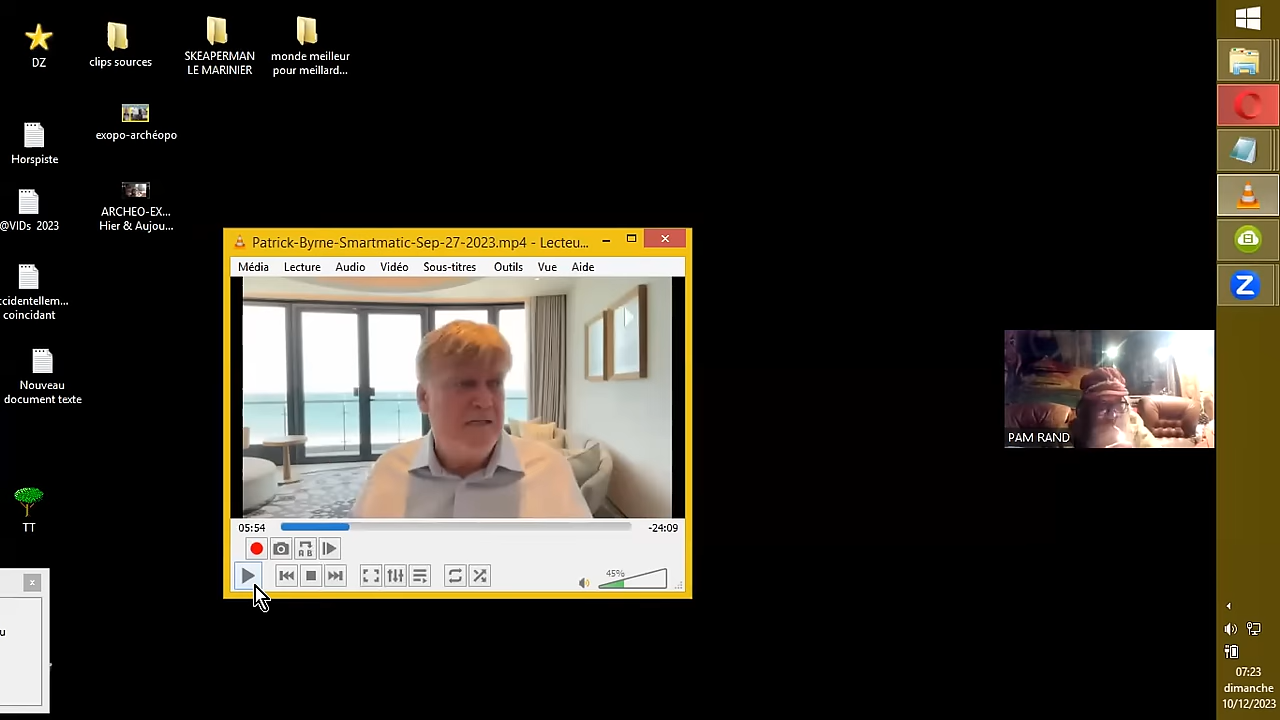 DZ
clips sources
SKEAPERMAN
LE MARINIER
monde meilleur
pour meillard...
exopo-archéopo
Horspiste
ARCHEO-EX...
Hier & Aujou...
@VIDs 2023
ccidentellem...
coincidant
Nouveau
document texte
TT
u
Patrick-Byrne-Smartmatic-Sep-27-2023.mp4 - Lecteu...
Média Lecture Audio Vidéo Sous-titres Outils Vue Aide
05:54
-24:09
A B
45%
PAM RAND
Z
07:23
dimanche
10/12/2023